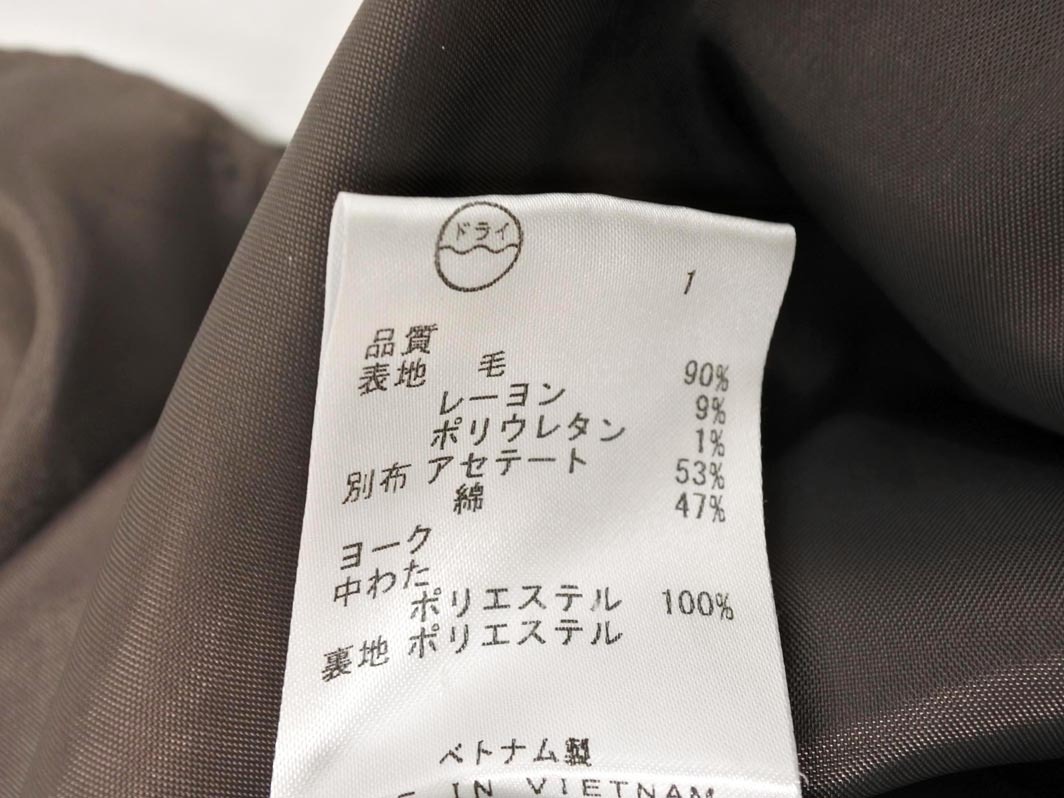 ドライ
1
品質
表地 毛 90%
レーヨン 9%
ポリウレタン 1%
別布 アセテート 53%
綿 47%
ヨーク
中わた
ポリエステル 100%
裏地 ポリエステル
ベトナム製
IN VIETNAM